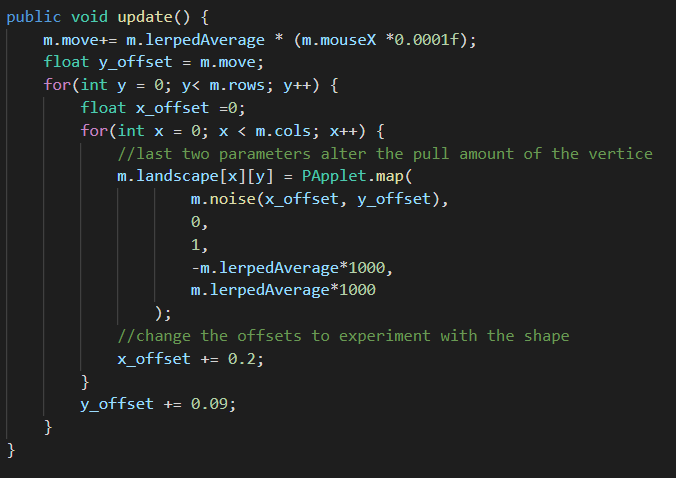 public void update() {
    m.move+= m.lerpedAverage * (m.mouseX *0.0001f);
    float y_offset = m.move;
    for(int y = 0; y< m.rows; y++) {
        float x_offset =0;
        for(int x = 0; x < m.cols; x++) {
            //last two parameters alter the pull amount of the vertice
            m.landscape[x][y] = PApplet.map(
                    m.noise(x_offset, y_offset),
                    0,
                    1,
                    -m.lerpedAverage*1000,
                    m.lerpedAverage*1000
                );
            //change the offsets to experiment with the shape
            x_offset += 0.2;
        }
        y_offset += 0.09;
    }
}